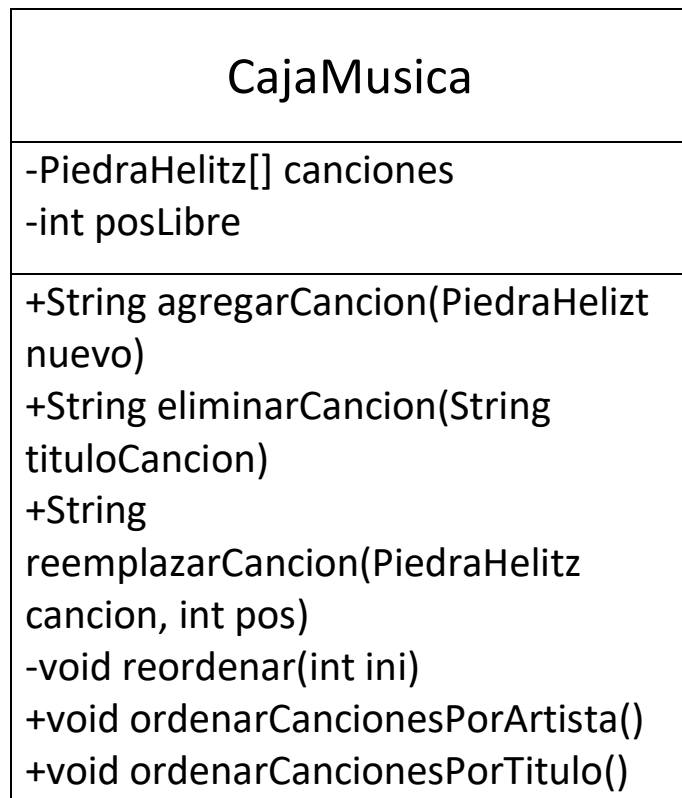 CajaMusica
-PiedraHelitz[] canciones
-int posLibre
+String agregarCancion(PiedraHelizt
nuevo)
+String eliminarCancion(String
tituloCancion)
+String
reemplazarCancion(PiedraHelitz
cancion, int pos)
-void reordenar(int ini)
+void ordenarCancionesPorArtista()
+void ordenarCancionesPorTitulo()